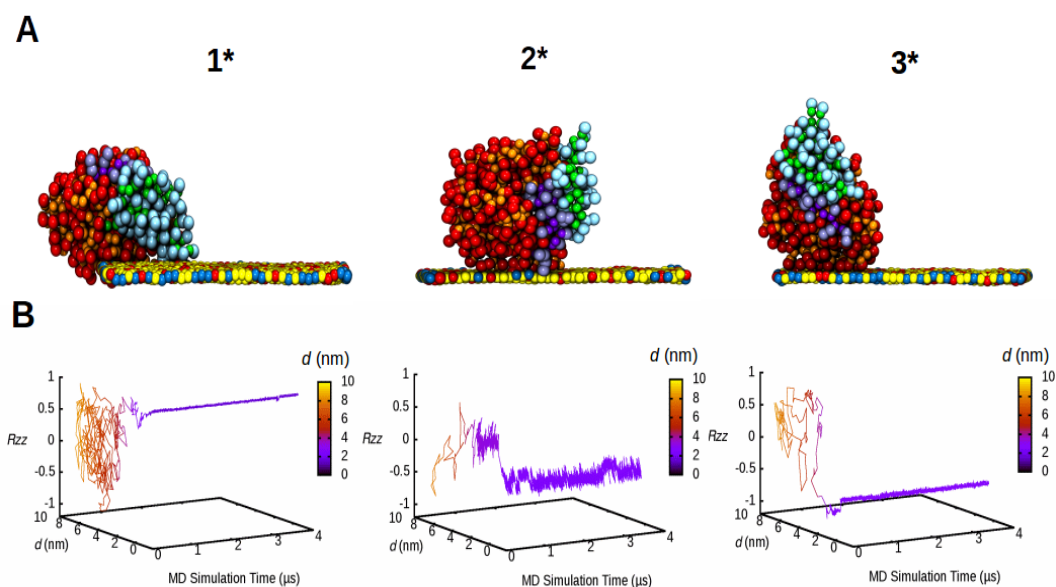 A
1* 2* 3*
B
d (nm) d (nm) d (nm)
1 10 1 10 1 10
0.5 8 0.5 8 0.5 8
Rzz 0 6 Rzz 0 6 Rzz 0 6
-0.5 4 -0.5 4 -0.5 4
-1 2 -1 2 -1 2
0 0 0
10 8 6 4 2 0 10 8 6 4 2 0 10 8 6 4 2 0
d (nm) d (nm) d (nm)
0 1 2 3 4 0 1 2 3 4 0 1 2 3 4
MD Simulation Time (µs) MD Simulation Time (µs) MD Simulation Time (µs)